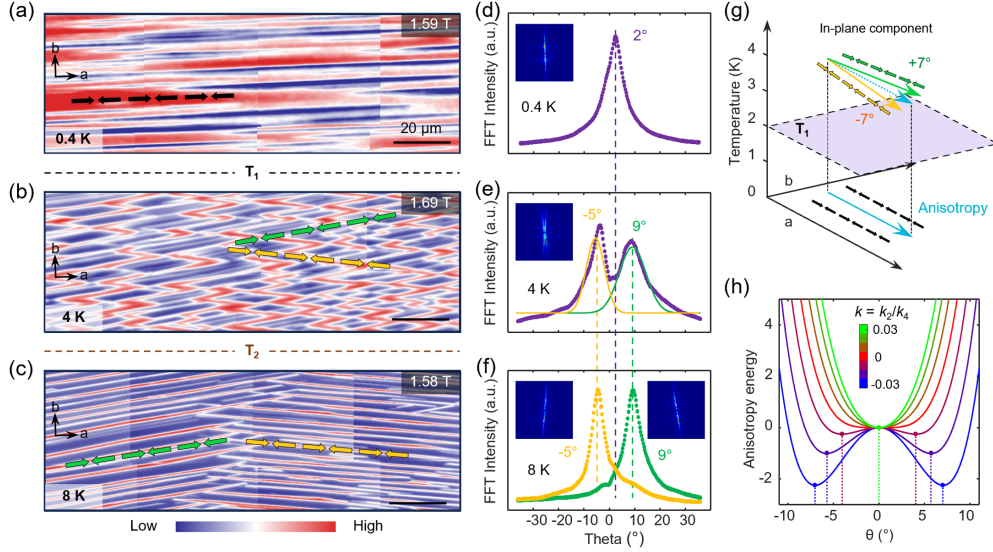 (a)
1.59 T
b
a
0.4 K
20 μm
T₁
(b)
1.69 T
b
a
4 K
T₂
(c)
1.58 T
b
a
8 K
Low
High
(d)
FFT Intensity (a.u.)
2°
0.4 K
(e)
FFT Intensity (a.u.)
-5°
9°
4 K
(f)
FFT Intensity (a.u.)
-5°
9°
8 K
-30 -20 -10 0 10 20 30
Theta (°)
(g)
In-plane component
Temperature (K)
4
3
2
1
0
+7°
-7°
T₁
b
a
Anisotropy
(h)
Anisotropy energy
4
2
0
-2
k = k₂/k₄
0.03
0
-0.03
-10 -5 0 5 10
θ (°)